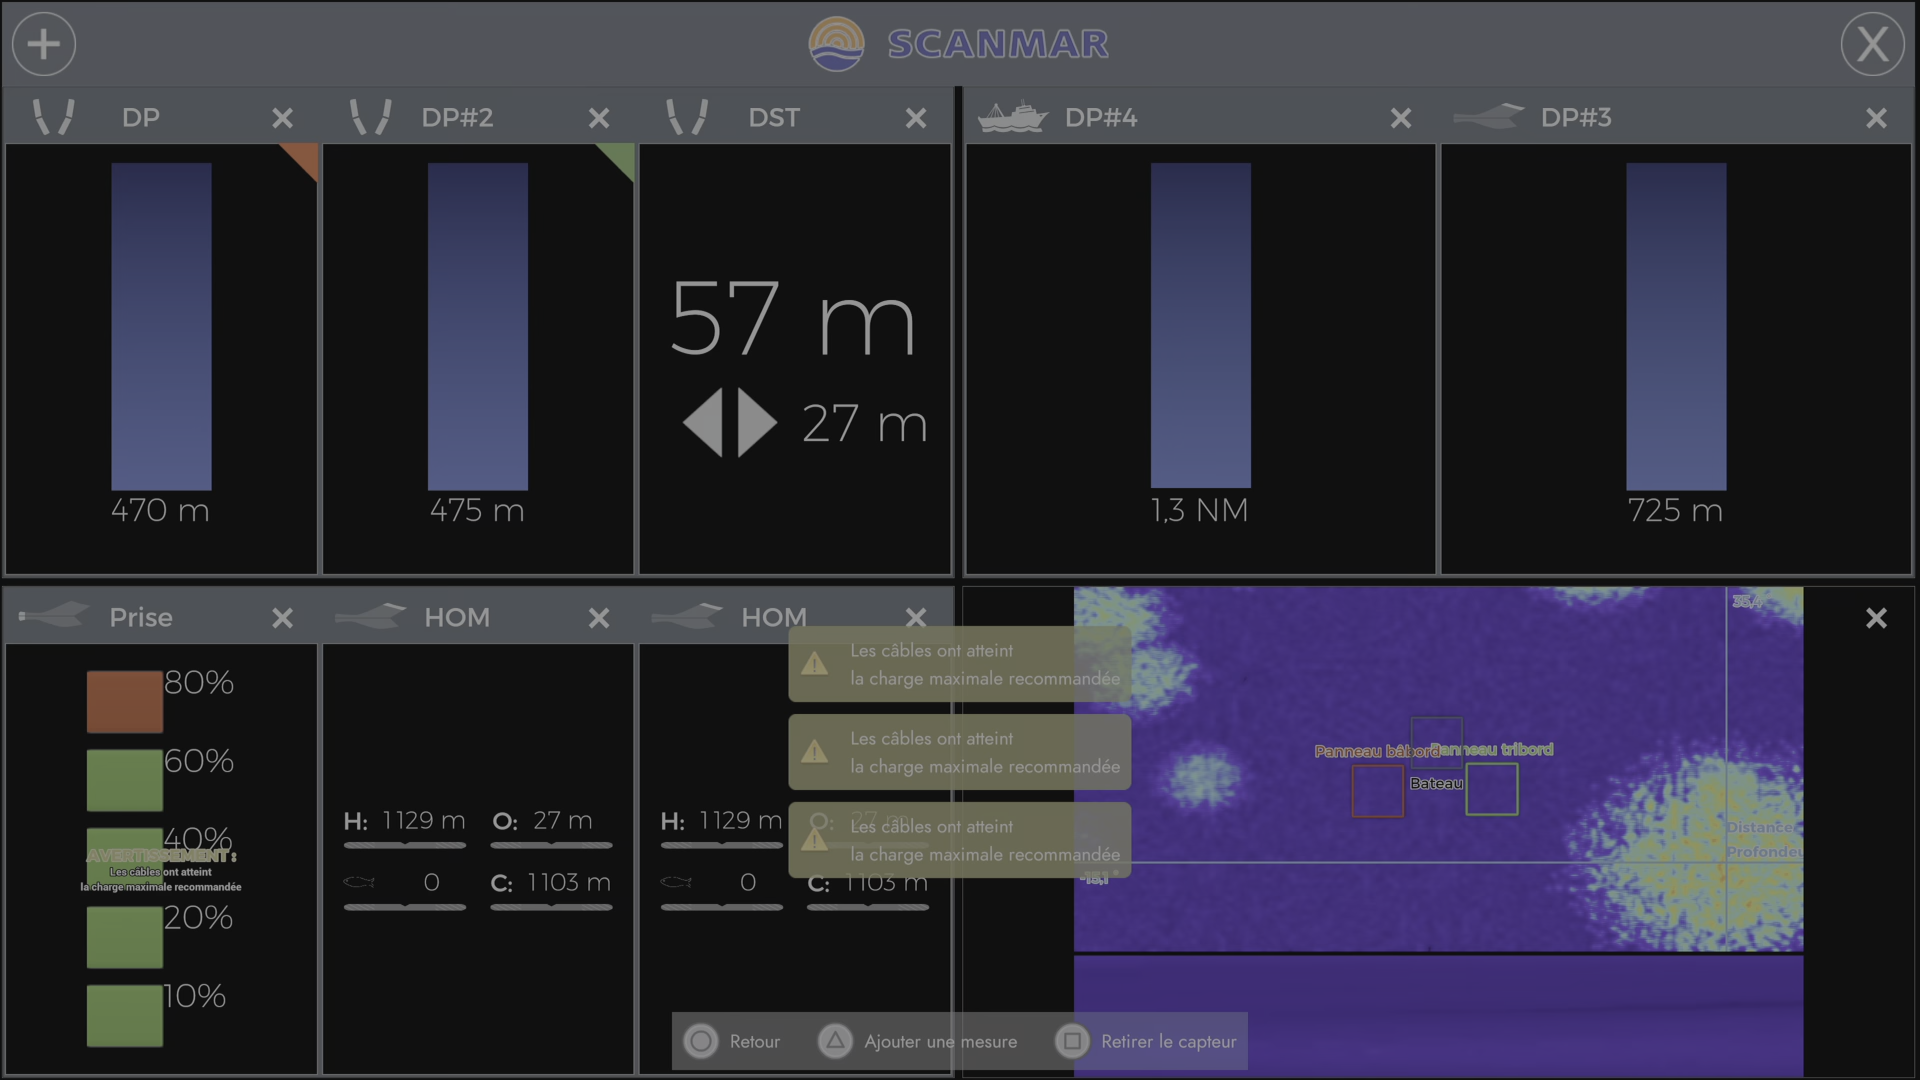 SCANMAR
X
DP
DP#2
DST
DP#4
DP#3
57 m
27 m
470 m
475 m
1,3 NM
725 m
Prise
HOM
HOM
80%
60%
40%
20%
10%
AVERTISSEMENT :
Les câbles ont atteint
la charge maximale recommandée
H: 1129 m O: 27 m
0 C: 1103 m
H: 1129 m O: 27 m
0 C: 1103 m
Les câbles ont atteint
la charge maximale recommandée
Les câbles ont atteint
la charge maximale recommandée
Les câbles ont atteint
la charge maximale recommandée
35,4
Panneau bâbord
Panneau tribord
Bateau
Distance
Profondeu
Retour
Ajouter une mesure
Retirer le capteur